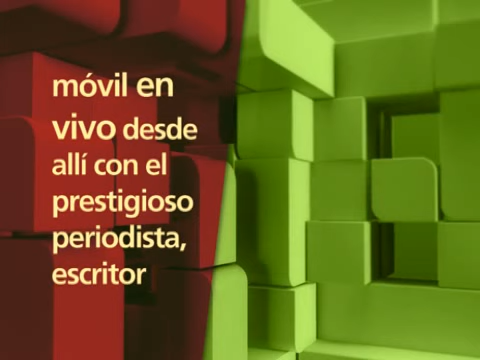 móvil en
vivo desde
allí con el
prestigioso
periodista,
escritor